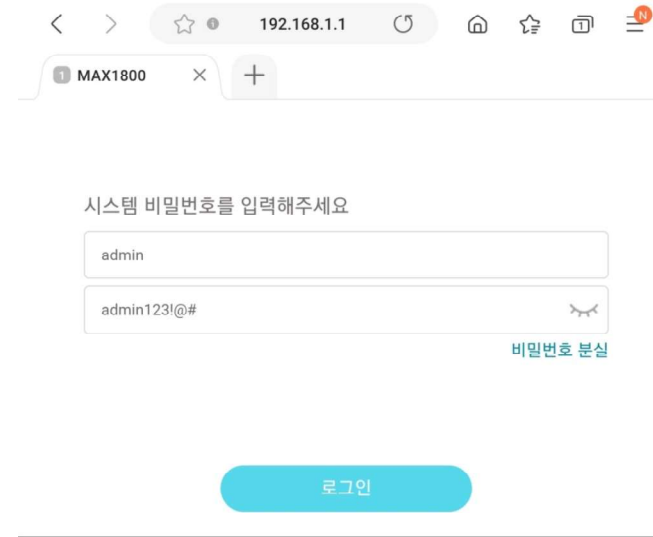 192.168.1.1
1
N
1 MAX1800
시스템 비밀번호를 입력해주세요
admin
admin123!@#
비밀번호 분실
로그인